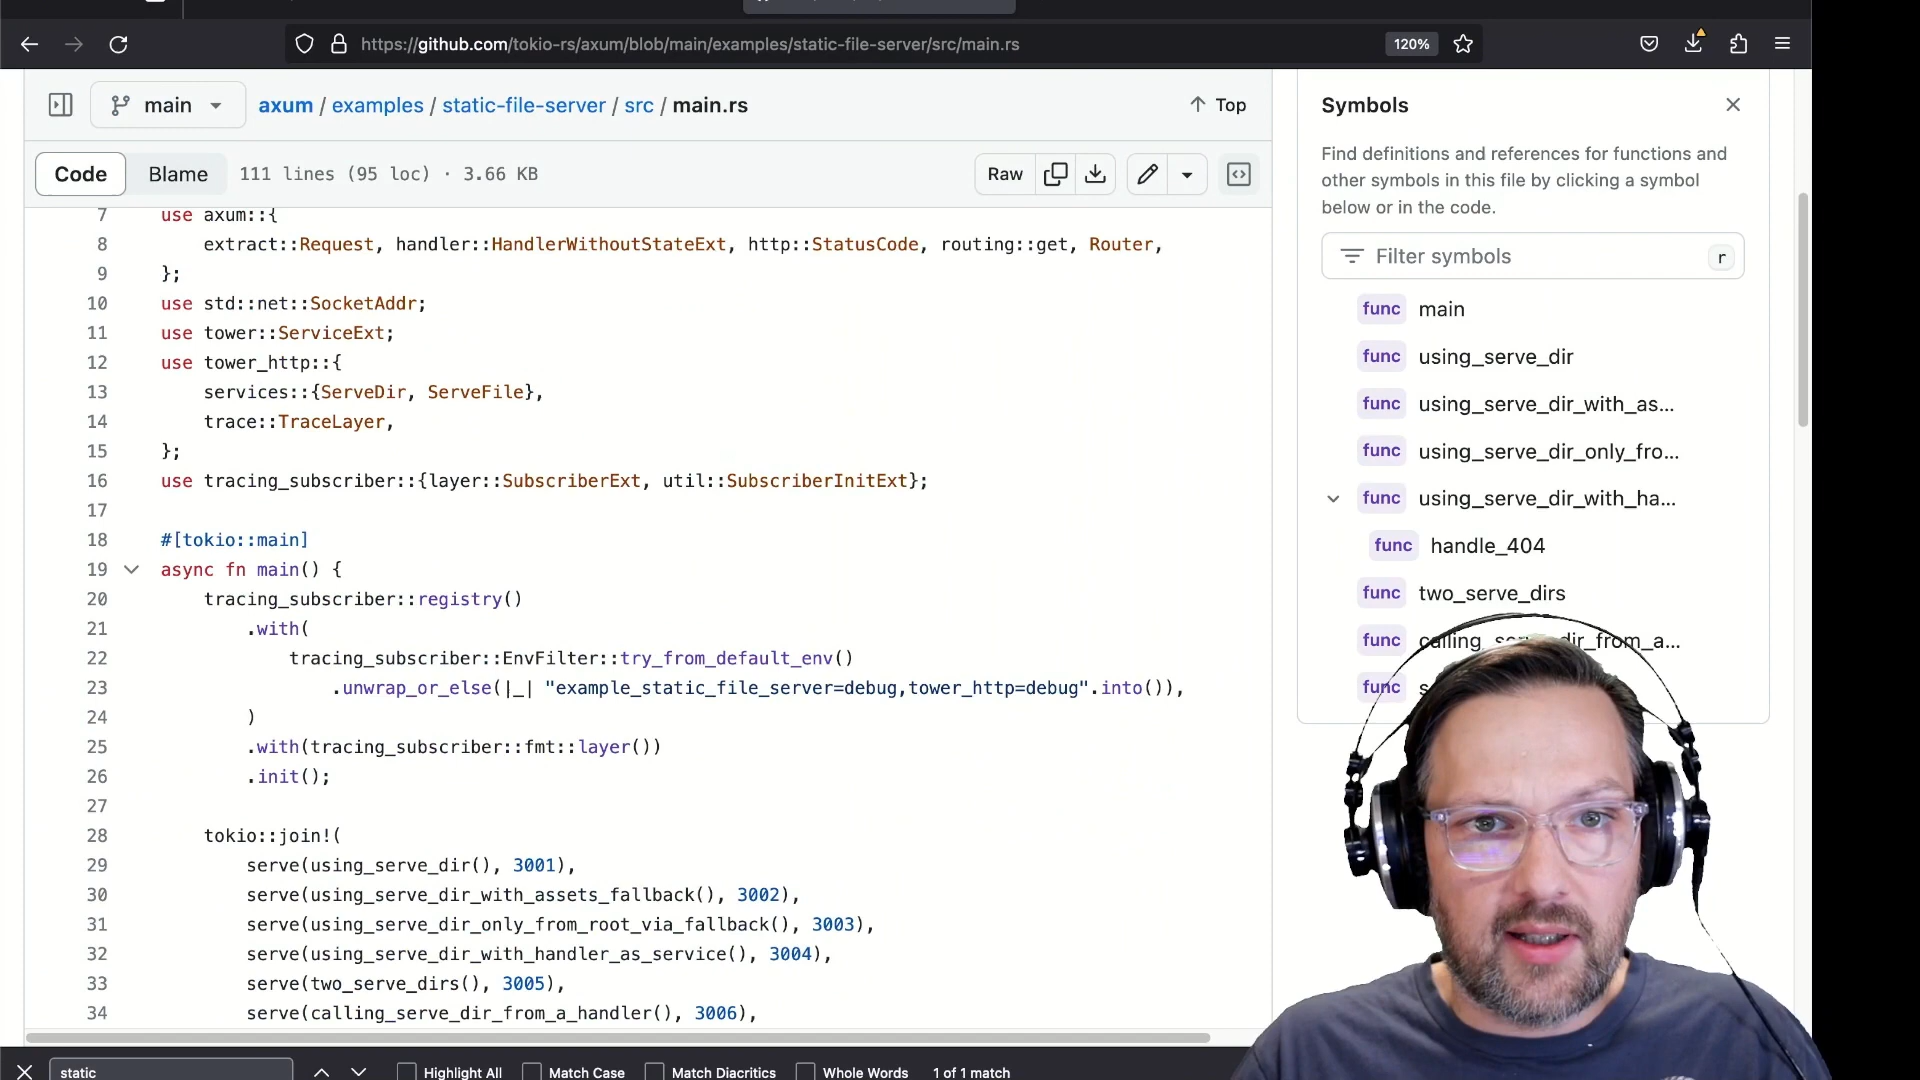 https://github.com/tokio-rs/axum/blob/main/examples/static-file-server/src/main.rs
120%
main
axum / examples / static-file-server / src / main.rs
Top
Code
Blame
111 lines (95 loc) · 3.66 KB
Raw
7 use axum::{
8 extract::Request, handler::HandlerWithoutStateExt, http::StatusCode, routing::get, Router,
9 };
10 use std::net::SocketAddr;
11 use tower::ServiceExt;
12 use tower_http::{
13 services::{ServeDir, ServeFile},
14 trace::TraceLayer,
15 };
16 use tracing_subscriber::{layer::SubscriberExt, util::SubscriberInitExt};
17
18 #[tokio::main]
19 async fn main() {
20 tracing_subscriber::registry()
21 .with(
22 tracing_subscriber::EnvFilter::try_from_default_env()
23 .unwrap_or_else(|_| "example_static_file_server=debug,tower_http=debug".into()),
24 )
25 .with(tracing_subscriber::fmt::layer())
26 .init();
27
28 tokio::join!(
29 serve(using_serve_dir(), 3001),
30 serve(using_serve_dir_with_assets_fallback(), 3002),
31 serve(using_serve_dir_only_from_root_via_fallback(), 3003),
32 serve(using_serve_dir_with_handler_as_service(), 3004),
33 serve(two_serve_dirs(), 3005),
34 serve(calling_serve_dir_from_a_handler(), 3006),
Symbols
Find definitions and references for functions and
other symbols in this file by clicking a symbol
below or in the code.
Filter symbols
r
func main
func using_serve_dir
func using_serve_dir_with_as...
func using_serve_dir_only_fro...
func using_serve_dir_with_ha...
func handle_404
func two_serve_dirs
func
func
static
Highlight All
Match Case
Match Diacritics
Whole Words
1 of 1 match